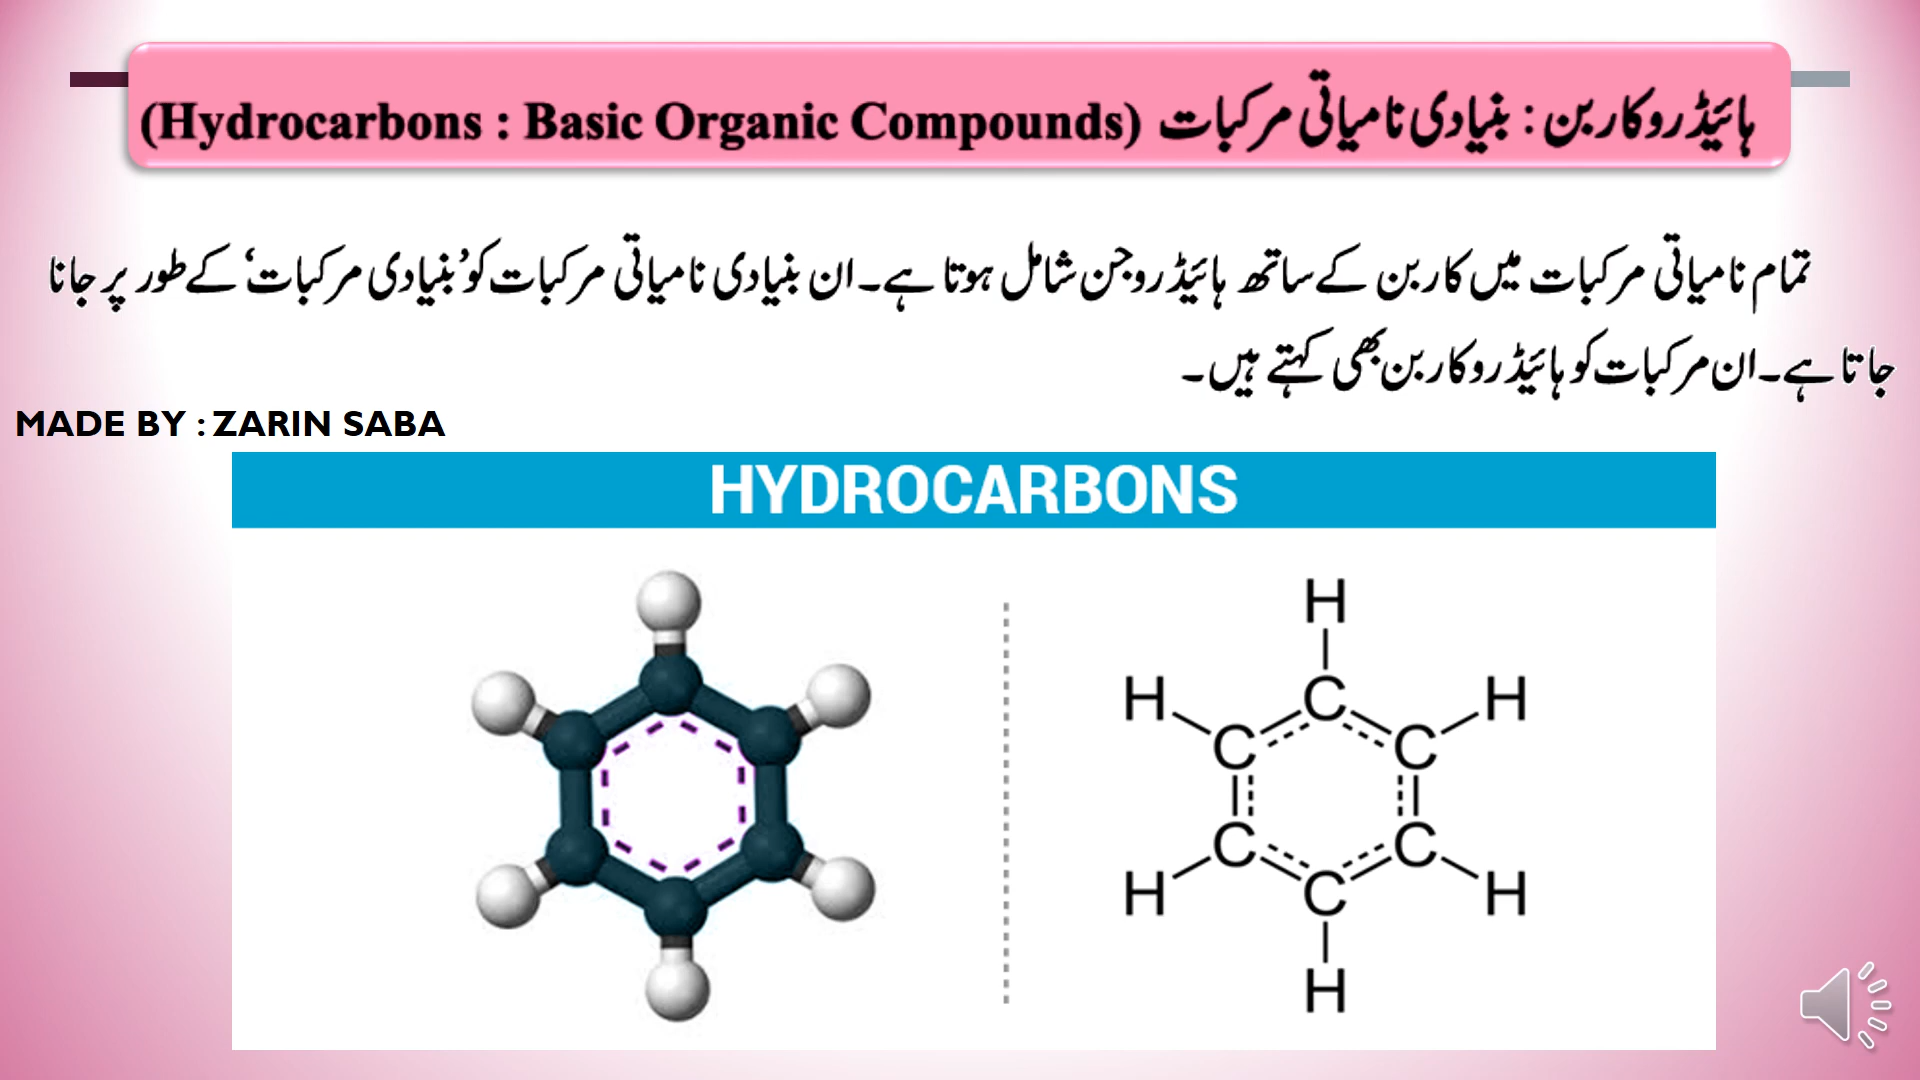 ہائیڈروکاربن : بنیادی نامیاتی مرکبات (Hydrocarbons : Basic Organic Compounds)
تمام نامیاتی مرکبات میں کاربن کے ساتھ ہائیڈروجن شامل ہوتا ہے۔ ان بنیادی نامیاتی مرکبات کو ’بنیادی مرکبات‘ کے طور پر جانا
جاتا ہے۔ ان مرکبات کو ہائیڈروکاربن بھی کہتے ہیں۔
MADE BY : ZARIN SABA
HYDROCARBONS
H
H C H
C C
C C
H C H
H